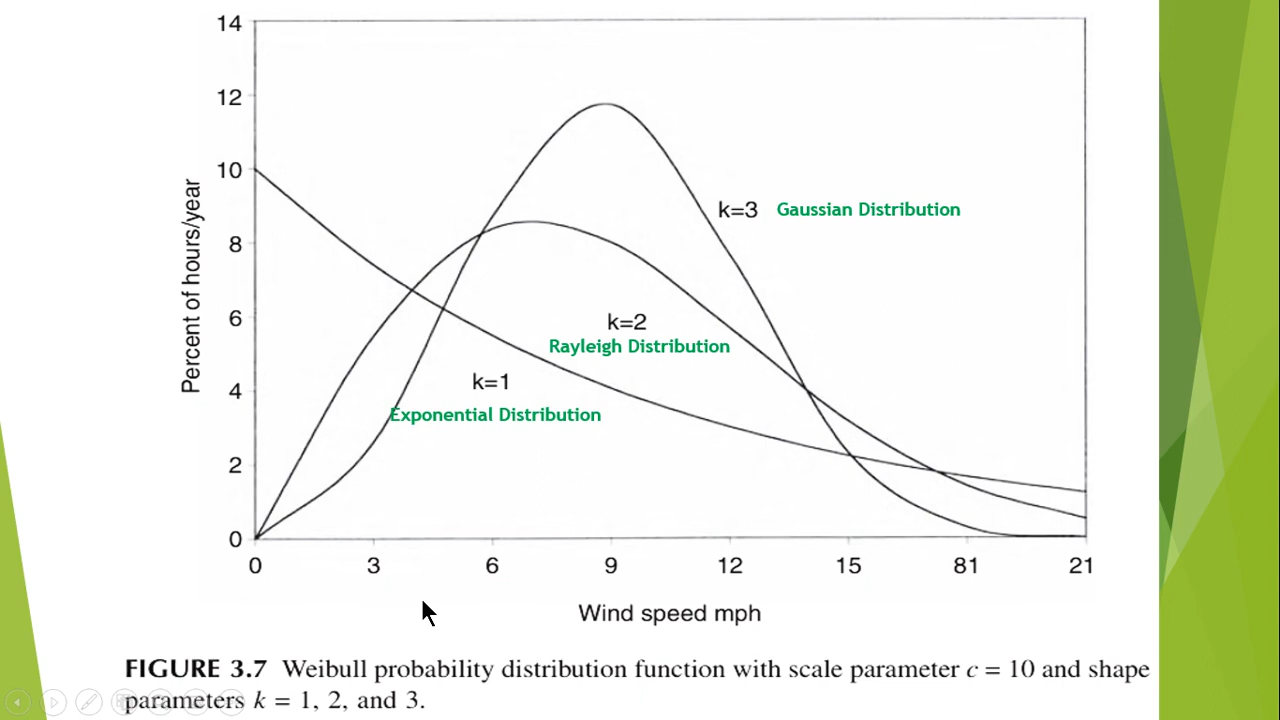 14
12
10
8
6
4
2
0
Percent of hours/year
k=3 Gaussian Distribution
k=2
Rayleigh Distribution
k=1
Exponential Distribution
0 3 6 9 12 15 81 21
Wind speed mph
FIGURE 3.7 Weibull probability distribution function with scale parameter c = 10 and shape
parameters k = 1, 2, and 3.